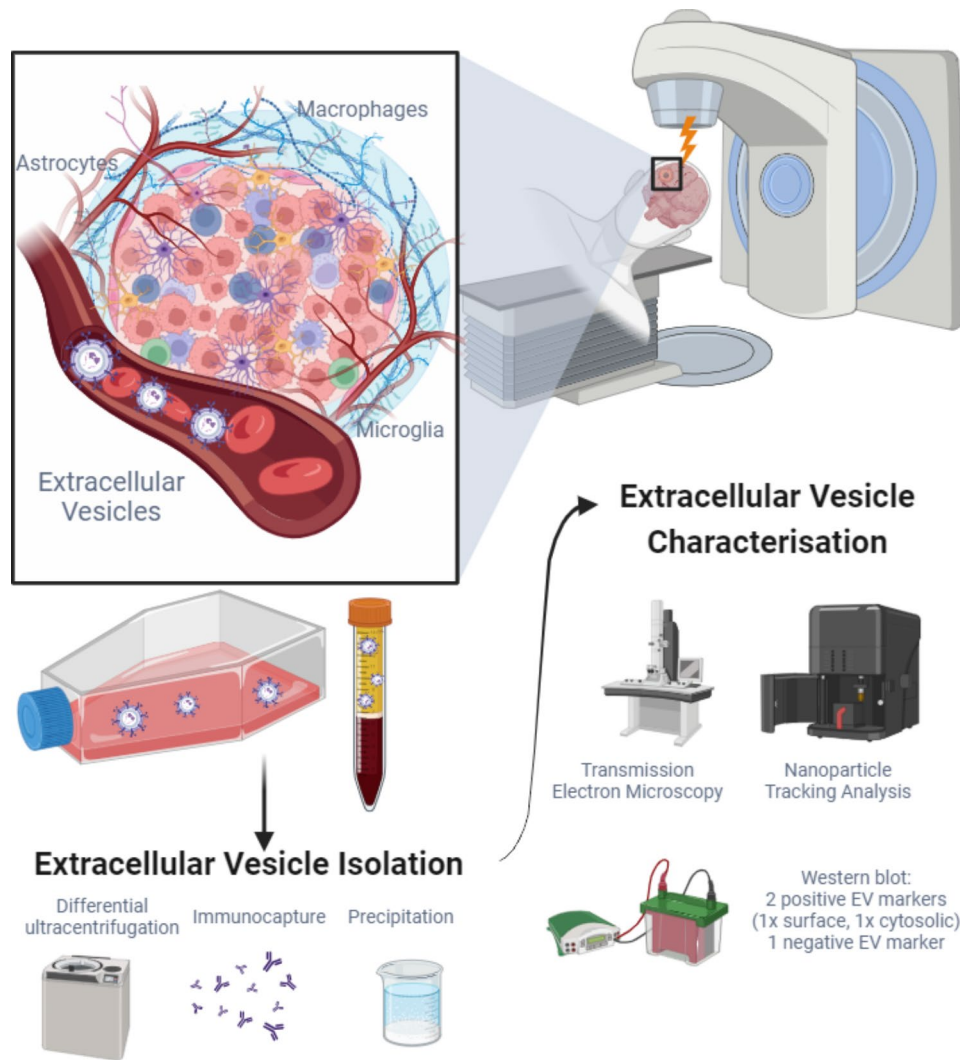 Macrophages
Astrocytes
Microglia
Extracellular
Vesicles
Extracellular Vesicle
Characterisation
Transmission
Electron Microscopy
Nanoparticle
Tracking Analysis
Extracellular Vesicle Isolation
Differential
ultracentrifugation
Immunocapture
Precipitation
Western blot:
2 positive EV markers
(1x surface, 1x cytosolic)
1 negative EV marker